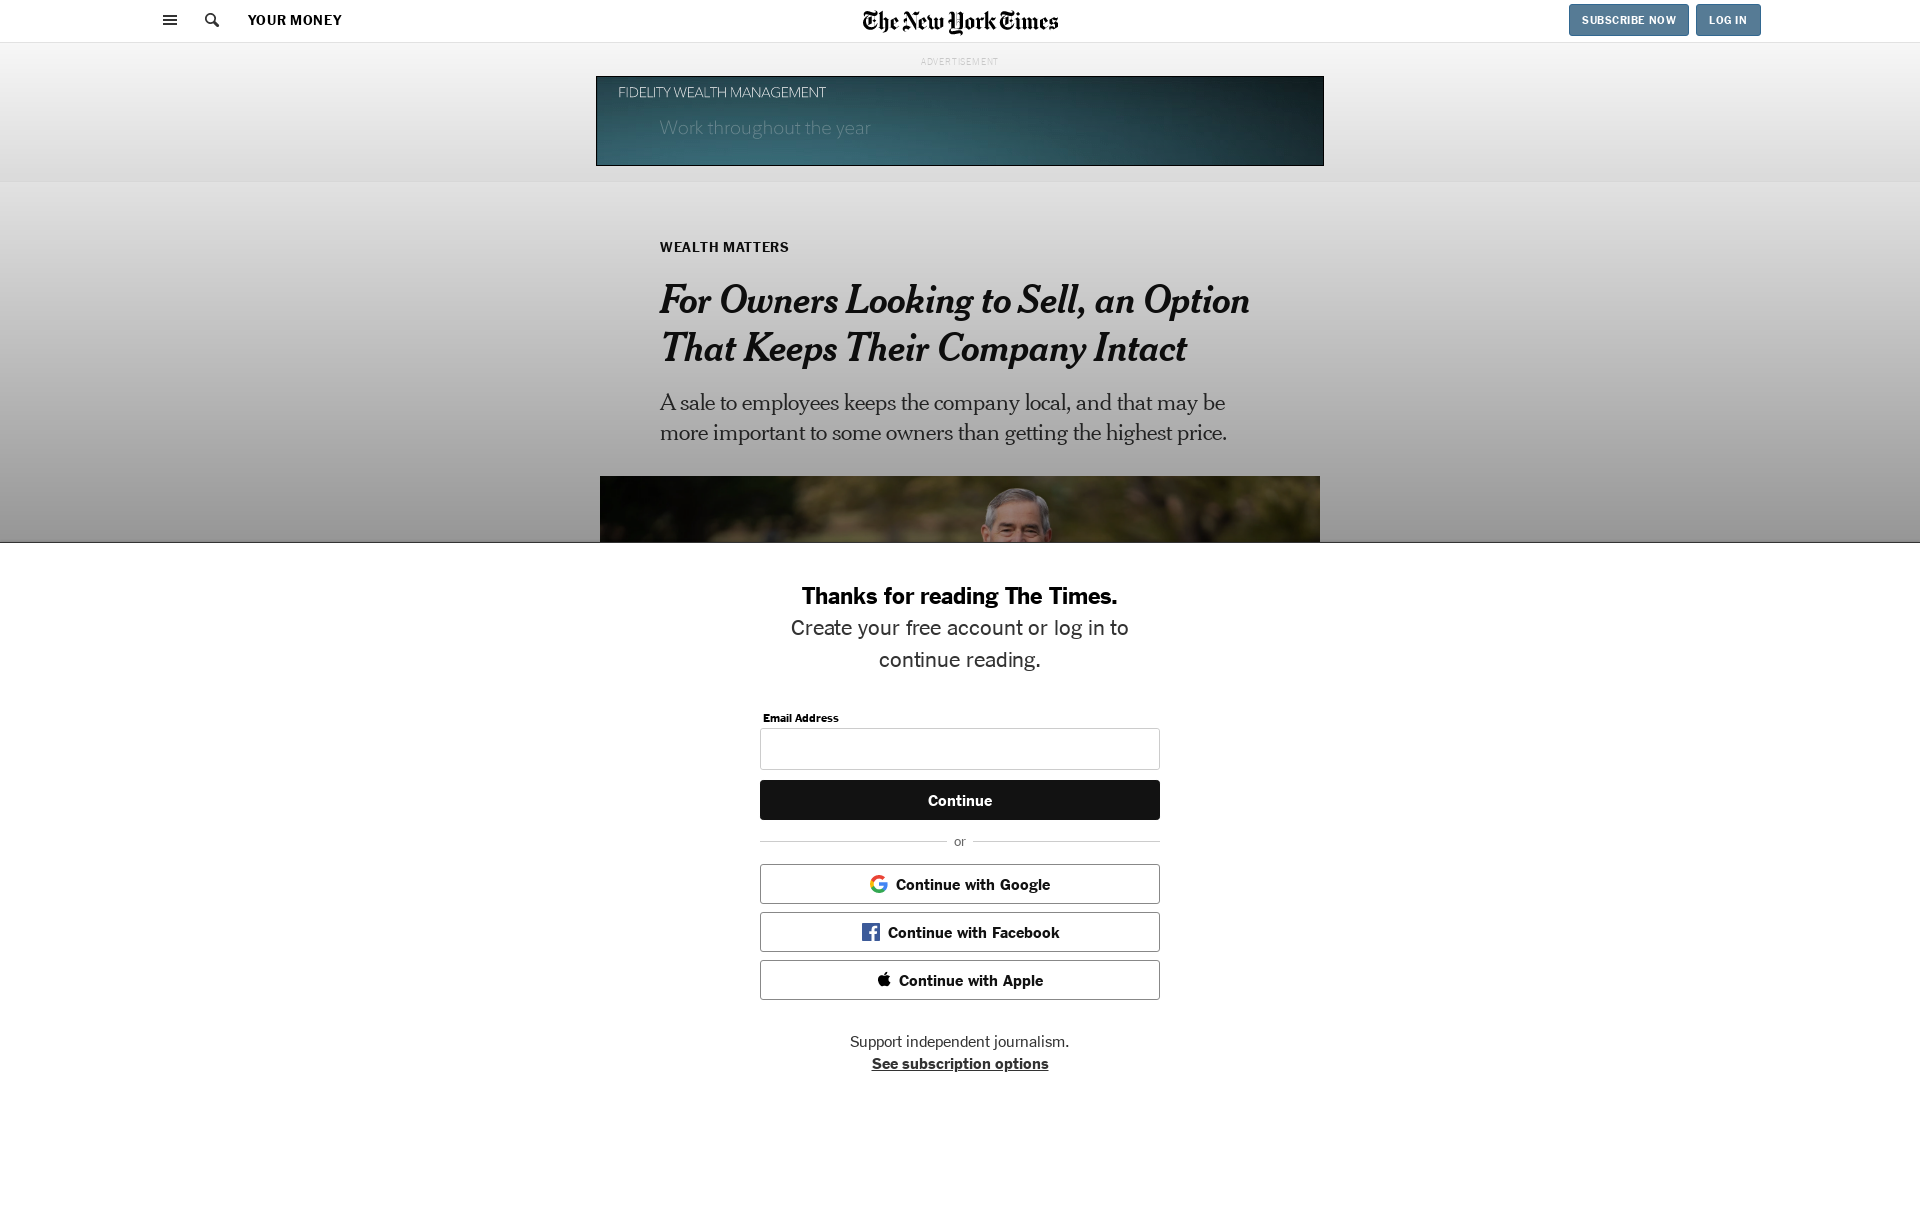 YOUR MONEY
The New York Times
SUBSCRIBE NOW
LOG IN
ADVERTISEMENT
FIDELITY WEALTH MANAGEMENT
Work throughout the year
WEALTH MATTERS
For Owners Looking to Sell, an Option
That Keeps Their Company Intact
A sale to employees keeps the company local, and that may be
more important to some owners than getting the highest price.
Thanks for reading The Times.
Create your free account or log in to
continue reading.
Email Address
Continue
or
Continue with Google
Continue with Facebook
Continue with Apple
Support independent journalism.
See subscription options